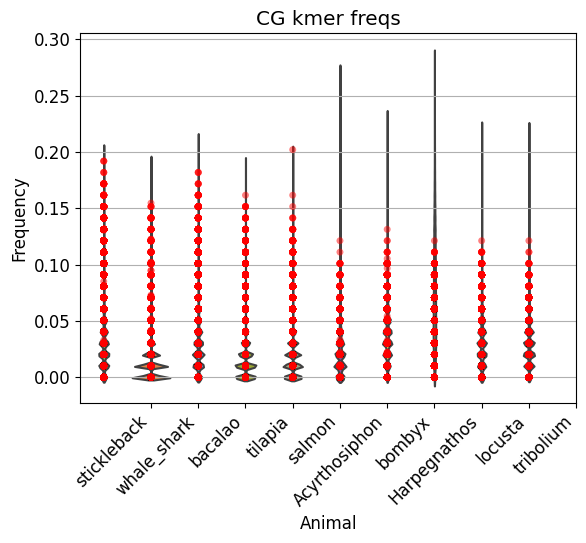 CG kmer freqs
Frequency
0.30
0.25
0.20
0.15
0.10
0.05
0.00
stickleback
whale_shark
bacalao
tilapia
salmon
Acyrthosiphon
bombyx
Harpegnathos
locusta
tribolium
Animal